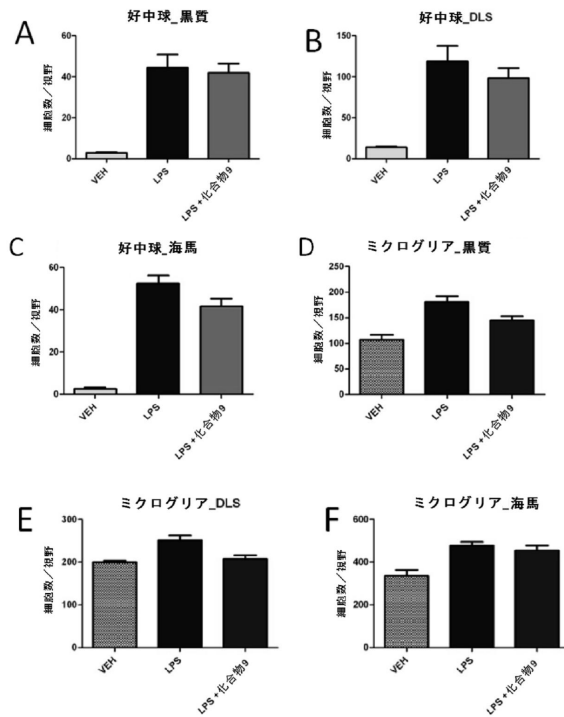 A
好中球_黒質
細胞数/視野
60
40
20
0
VEH
LPS
LPS+化合物9
B
好中球_DLS
細胞数/視野
150
100
50
0
VEH
LPS
LPS+化合物9
C
好中球_海馬
細胞数/視野
60
40
20
0
VEH
LPS
LPS+化合物9
D
ミクログリア_黒質
細胞数/視野
250
200
150
100
50
0
VEH
LPS
LPS+化合物9
E
ミクログリア_DLS
細胞数/視野
300
200
100
0
VEH
LPS
LPS+化合物9
F
ミクログリア_海馬
細胞数/視野
600
400
200
0
VEH
LPS
LPS+化合物9